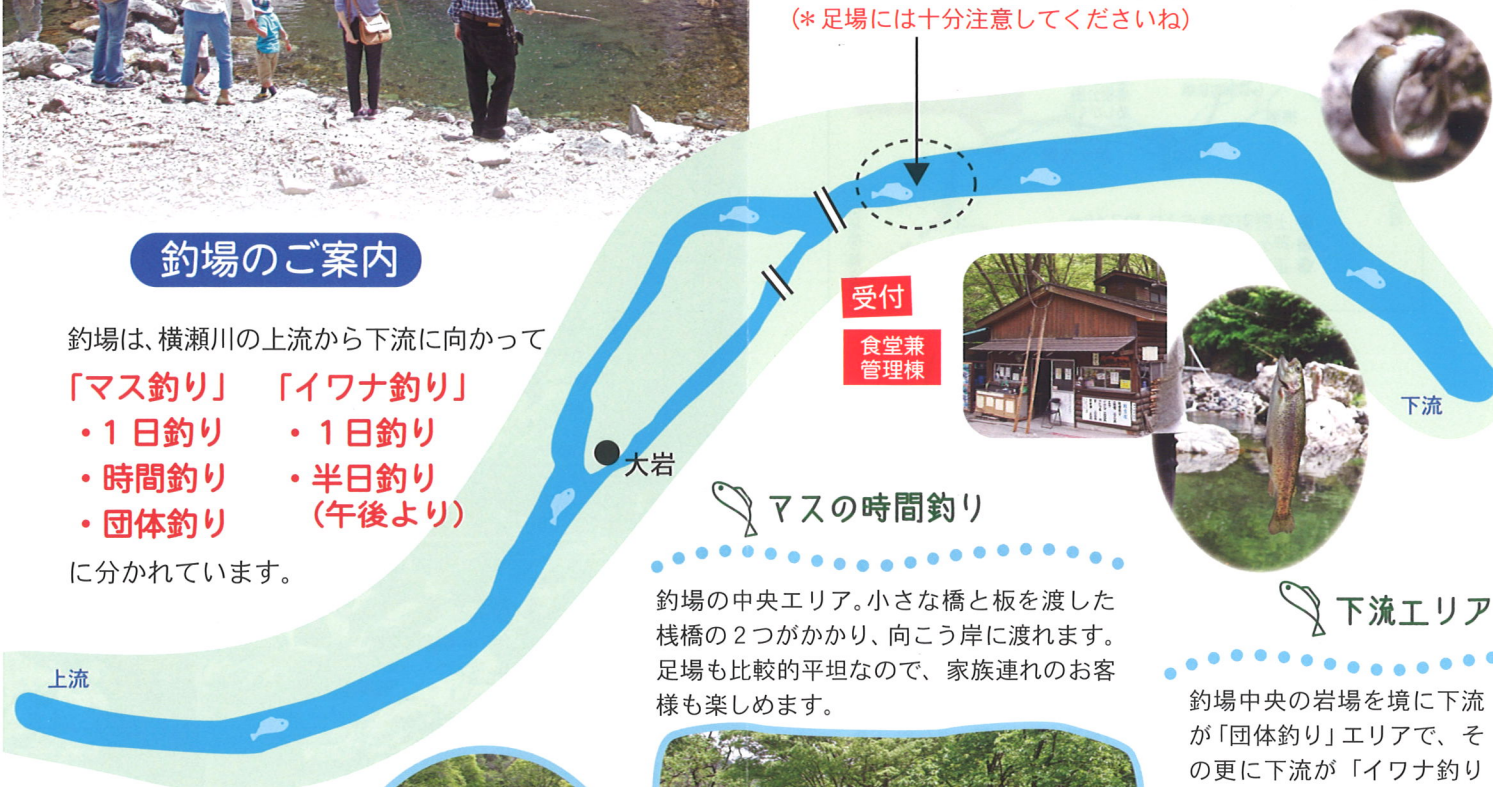 (*足場には十分注意してくださいね)
釣場のご案内
釣場は、横瀬川の上流から下流に向かって
「マス釣り」
・1日釣り
・時間釣り
・団体釣り
「イワナ釣り」
・1日釣り
・半日釣り
(午後より)
に分かれています。
受付
食堂兼
管理棟
大岩
上流
下流
マスの時間釣り
釣場の中央エリア。小さな橋と板を渡した
桟橋の2つがかかり、向こう岸に渡れます。
足場も比較的平坦なので、家族連れのお客
様も楽しめます。
下流エリア
釣場中央の岩場を境に下流
が「団体釣り」エリアで、そ
の更に下流が「イワナ釣り